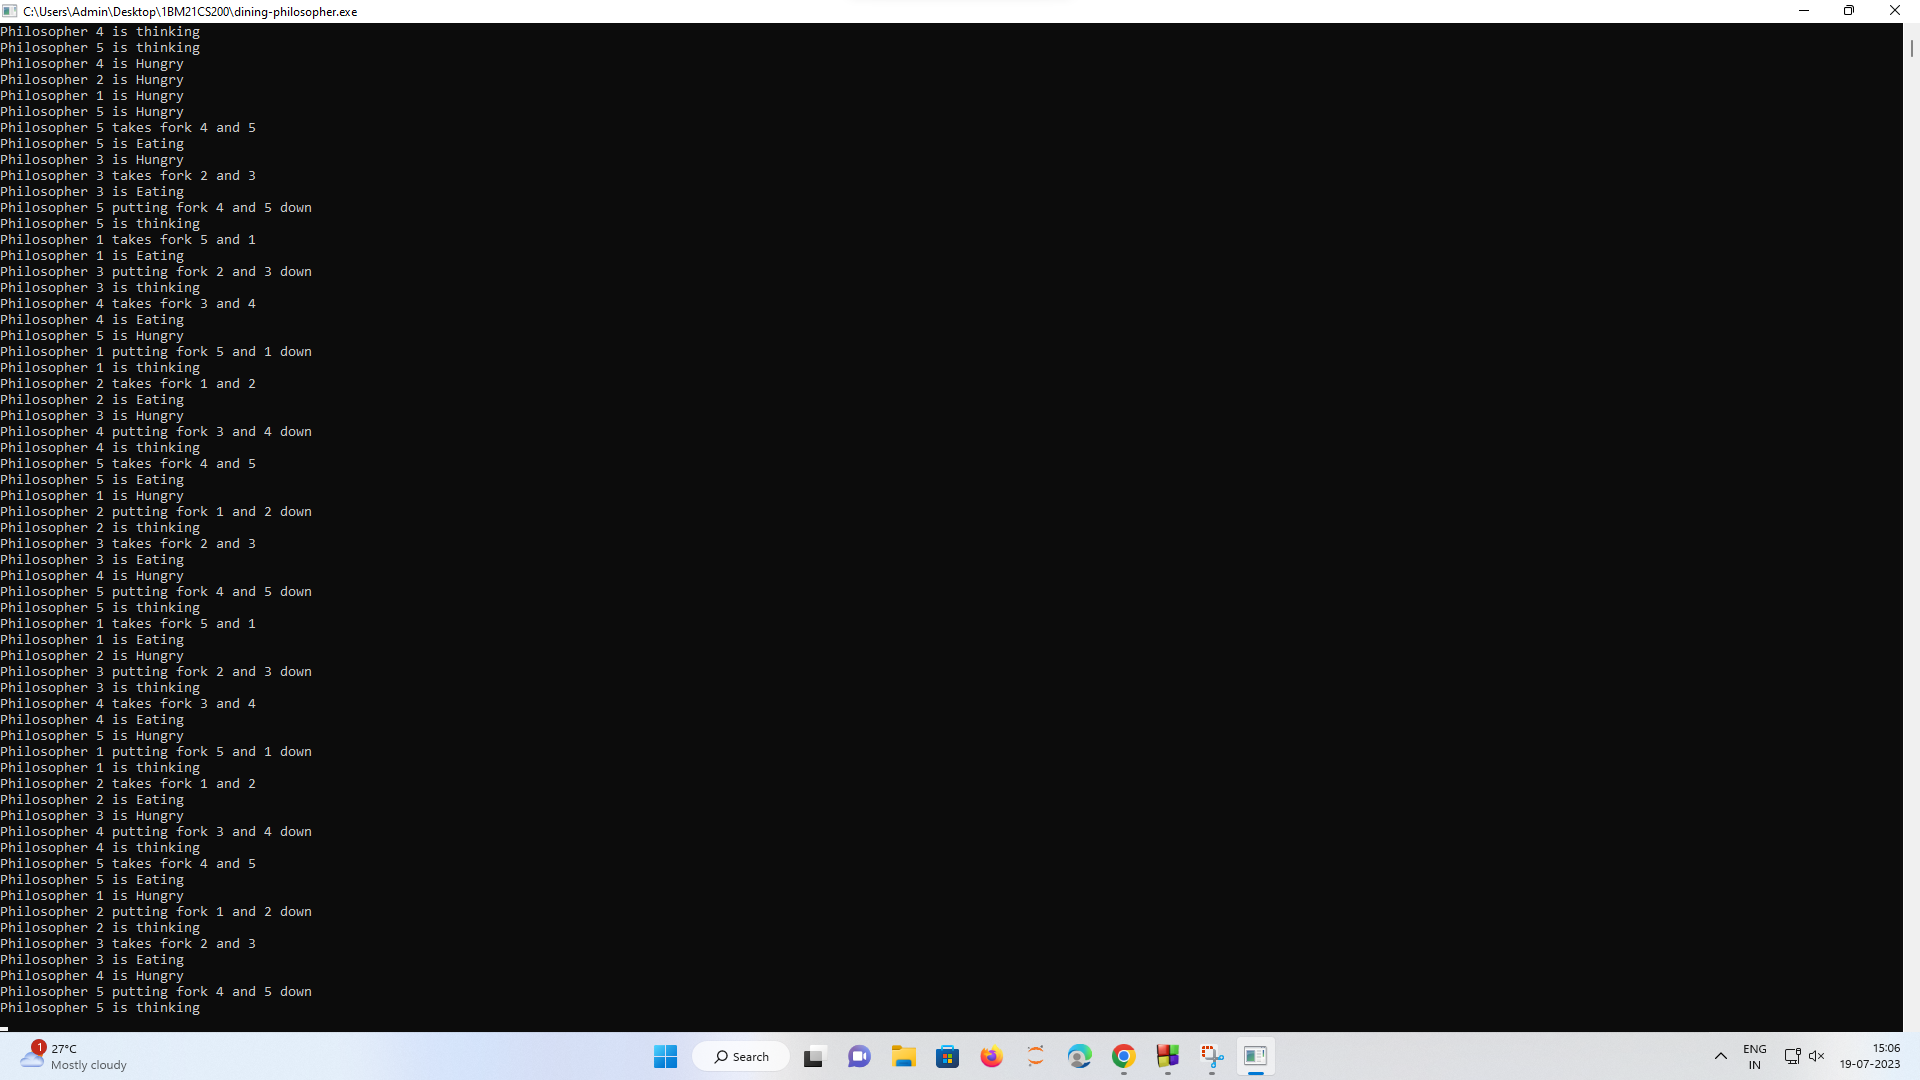 C:\Users\Admin\Desktop\1BM21CS200\dining-philosopher.exe
Philosopher 4 is thinking
Philosopher 5 is thinking
Philosopher 4 is Hungry
Philosopher 2 is Hungry
Philosopher 1 is Hungry
Philosopher 5 is Hungry
Philosopher 5 takes fork 4 and 5
Philosopher 5 is Eating
Philosopher 3 is Hungry
Philosopher 3 takes fork 2 and 3
Philosopher 3 is Eating
Philosopher 5 putting fork 4 and 5 down
Philosopher 5 is thinking
Philosopher 1 takes fork 5 and 1
Philosopher 1 is Eating
Philosopher 3 putting fork 2 and 3 down
Philosopher 3 is thinking
Philosopher 4 takes fork 3 and 4
Philosopher 4 is Eating
Philosopher 5 is Hungry
Philosopher 1 putting fork 5 and 1 down
Philosopher 1 is thinking
Philosopher 2 takes fork 1 and 2
Philosopher 2 is Eating
Philosopher 3 is Hungry
Philosopher 4 putting fork 3 and 4 down
Philosopher 4 is thinking
Philosopher 5 takes fork 4 and 5
Philosopher 5 is Eating
Philosopher 1 is Hungry
Philosopher 2 putting fork 1 and 2 down
Philosopher 2 is thinking
Philosopher 3 takes fork 2 and 3
Philosopher 3 is Eating
Philosopher 4 is Hungry
Philosopher 5 putting fork 4 and 5 down
Philosopher 5 is thinking
Philosopher 1 takes fork 5 and 1
Philosopher 1 is Eating
Philosopher 2 is Hungry
Philosopher 3 putting fork 2 and 3 down
Philosopher 3 is thinking
Philosopher 4 takes fork 3 and 4
Philosopher 4 is Eating
Philosopher 5 is Hungry
Philosopher 1 putting fork 5 and 1 down
Philosopher 1 is thinking
Philosopher 2 takes fork 1 and 2
Philosopher 2 is Eating
Philosopher 3 is Hungry
Philosopher 4 putting fork 3 and 4 down
Philosopher 4 is thinking
Philosopher 5 takes fork 4 and 5
Philosopher 5 is Eating
Philosopher 1 is Hungry
Philosopher 2 putting fork 1 and 2 down
Philosopher 2 is thinking
Philosopher 3 takes fork 2 and 3
Philosopher 3 is Eating
Philosopher 4 is Hungry
Philosopher 5 putting fork 4 and 5 down
Philosopher 5 is thinking
1
27°C
Mostly cloudy
Search
ENG
IN
15:06
19-07-2023